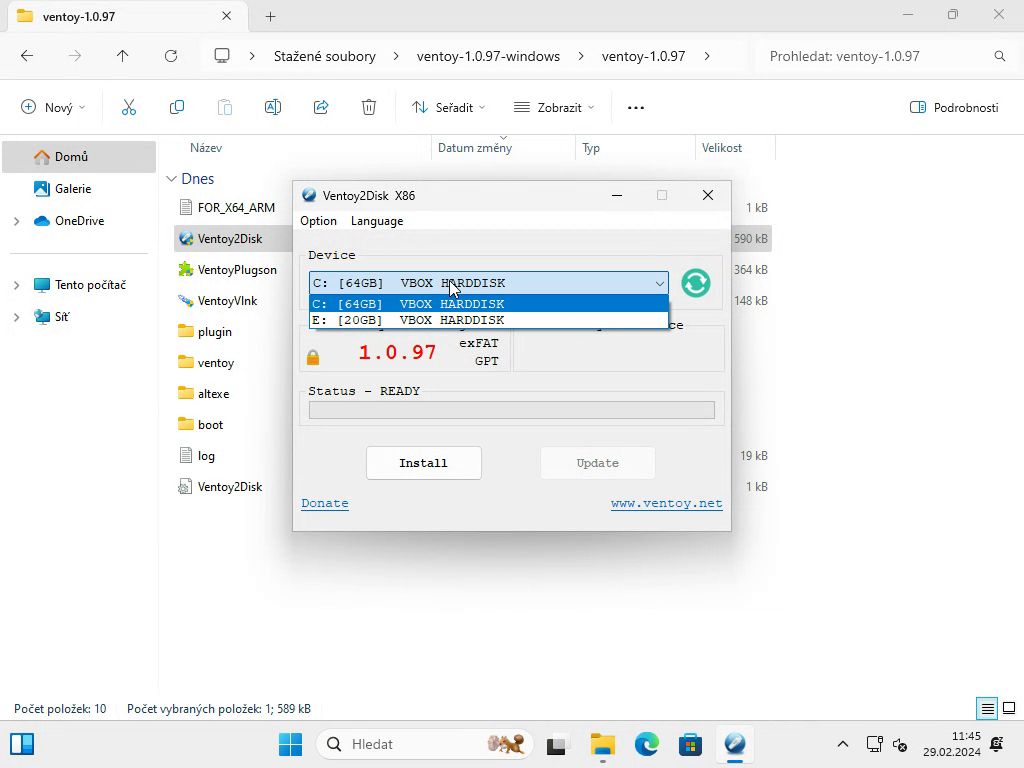 ventoy-1.0.97
Stažené soubory
ventoy-1.0.97-windows
ventoy-1.0.97
Prohledat: ventoy-1.0.97
Nový
Seřadit
Zobrazit
Podrobnosti
Domů
Galerie
OneDrive
Tento počítač
Síť
Název
Datum změny
Typ
Velikost
Dnes
FOR_X64_ARM
1 kB
Ventoy2Disk
590 kB
VentoyPlugson
364 kB
VentoyVlnk
148 kB
plugin
ventoy
altexe
boot
log
19 kB
Ventoy2Disk
1 kB
Ventoy2Disk X86
Option
Language
Device
C: [64GB] VBOX HARDDISK
C: [64GB] VBOX HARDDISK
E: [20GB] VBOX HARDDISK
1.0.97
exFAT
GPT
Status - READY
Install
Update
Donate
www.ventoy.net
Počet položek: 10
Počet vybraných položek: 1; 589 kB
Hledat
11:45
29.02.2024